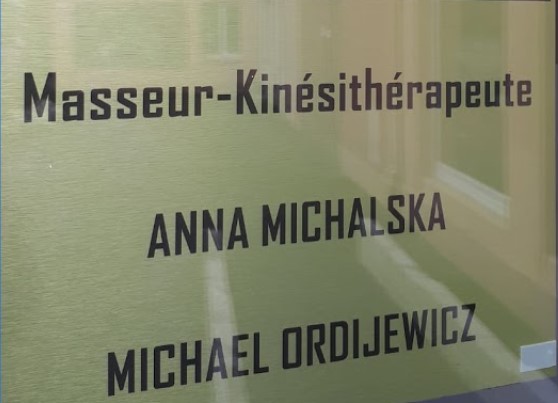 Masseur-Kinésithérapeute
ANNA MICHALSKA
MICHAEL ORDIJEWICZ